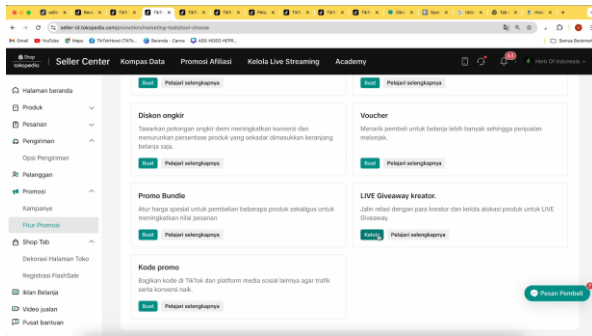 seller-id.tokopedia.com/promotion/marketing-tools/tool-choose
Gmail YouTube Maps
Semua Bookmark
Shop
tokopedia
Seller Center
Kompas Data
Promosi Afiliasi
Kelola Live Streaming
Academy
Herb Of Indonesia
Halaman beranda
Produk
Pesanan
Pengiriman
Opsi Pengiriman
Pelanggan
Promosi
Kampanye
Fitur Promosi
Shop Tab
Dekorasi Halaman Toko
Registrasi FlashSale
Iklan Belanja
Video jualan
Pusat bantuan
Buat Pelajari selengkapnya
Buat Pelajari selengkapnya
Diskon ongkir
Tawarkan potongan ongkir demi meningkatkan konversi dan
menurunkan persentase produk yang sekadar dimasukkan keranjang
belanja saja.
Buat Pelajari selengkapnya
Voucher
Menarik pembeli untuk belanja lebih banyak sehingga penjualan
melonjak.
Buat Pelajari selengkapnya
Promo Bundle
Atur harga spesial untuk pembelian beberapa produk sekaligus untuk
meningkatkan nilai pesanan
Buat Pelajari selengkapnya
LIVE Giveaway kreator.
Jalin relasi dengan para kreator dan kelola alokasi produk untuk LIVE
Giveaway.
Kelola Pelajari selengkapnya
Kode promo
Bagikan kode di TikTok dan platform media sosial lainnya agar trafik
serta konversi naik.
Buat Pelajari selengkapnya
Pesan Pembeli